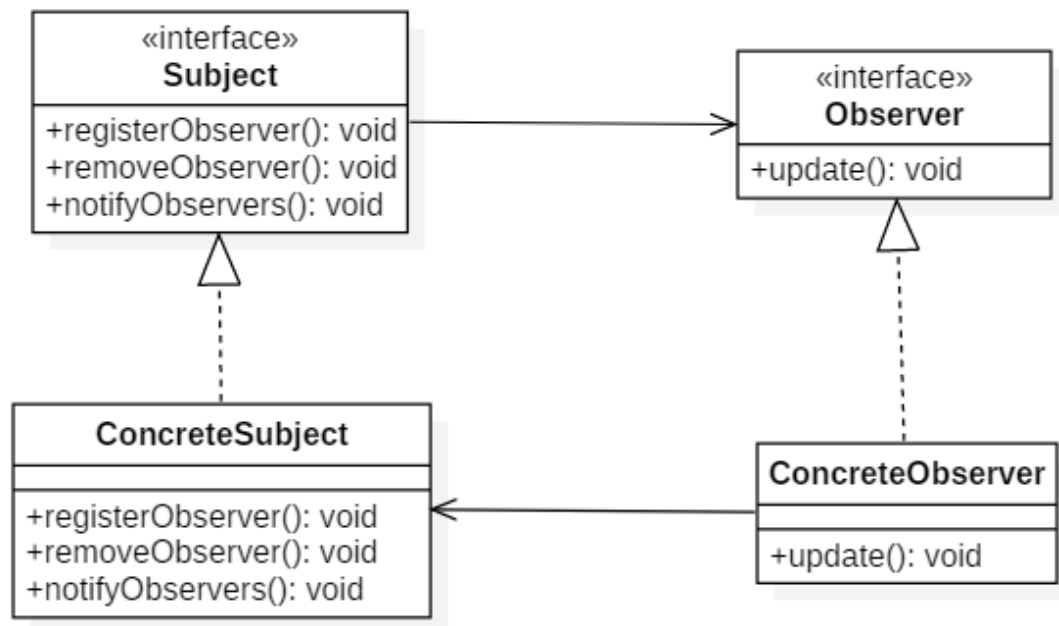 «interface»
Subject
+registerObserver(): void
+removeObserver(): void
+notifyObservers(): void
«interface»
Observer
+update(): void
ConcreteSubject
+registerObserver(): void
+removeObserver(): void
+notifyObservers(): void
ConcreteObserver
+update(): void